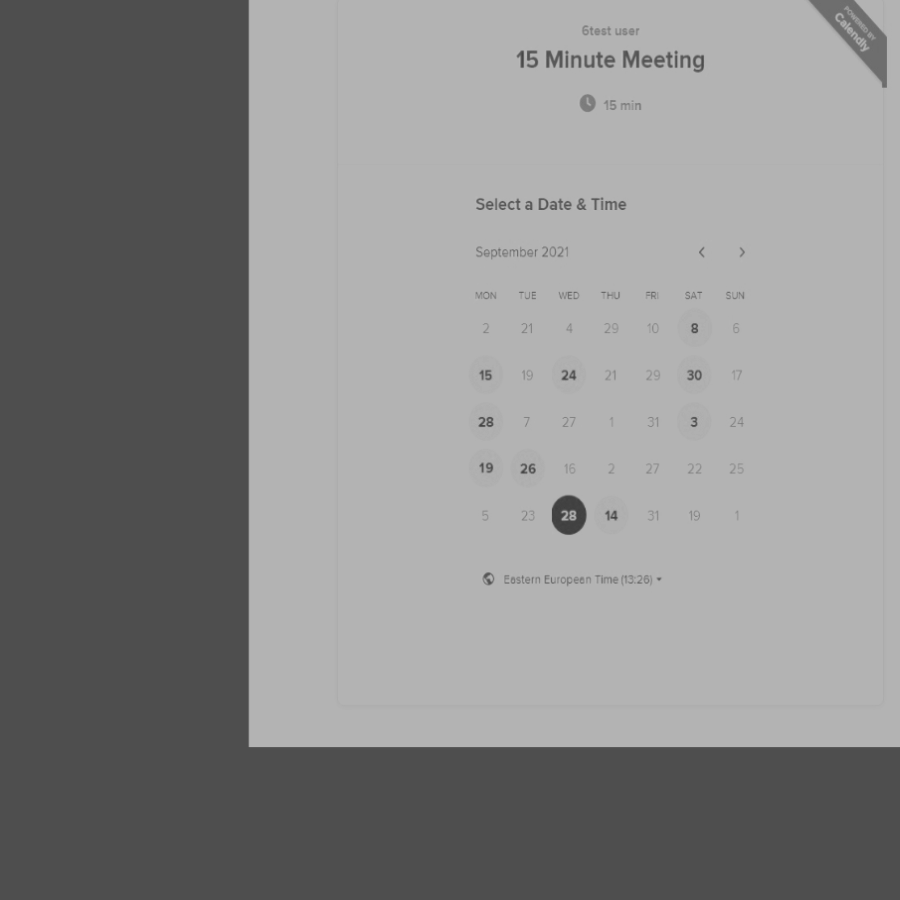 POWERED BY
Calendly
6test user
15 Minute Meeting
15 min
Select a Date & Time
September 2021
MON TUE WED THU FRI SAT SUN
2 21 4 29 10 8 6
15 19 24 21 29 30 17
28 7 27 1 31 3 24
19 26 16 2 27 22 25
5 23 28 14 31 19 1
Eastern European Time (13:26)